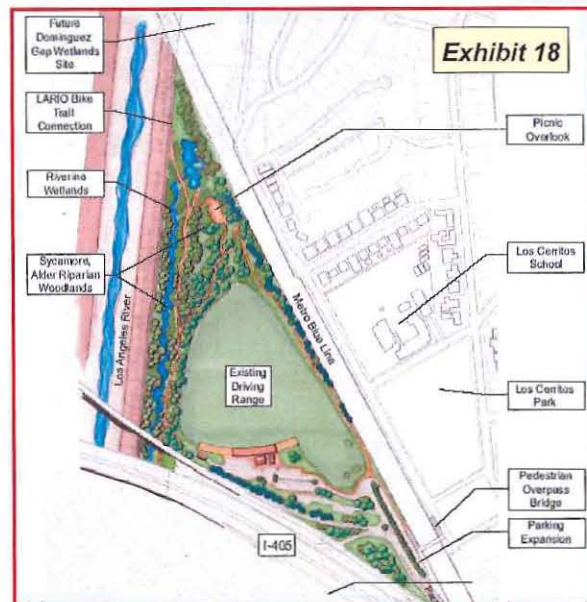 Future
Dominguez
Gap Wetlands
Site
Exhibit 18
LARIO Bike
Trail
Connection
Picnic
Overlook
Riverine
Wetlands
Sycamore,
Alder Riparian
Woodlands
Los Cerritos
School
Los Angeles River
Metro Blue Line
Existing
Driving
Range
Los Cerritos
Park
Pedestrian
Overpass
Bridge
Parking
Expansion
I-405